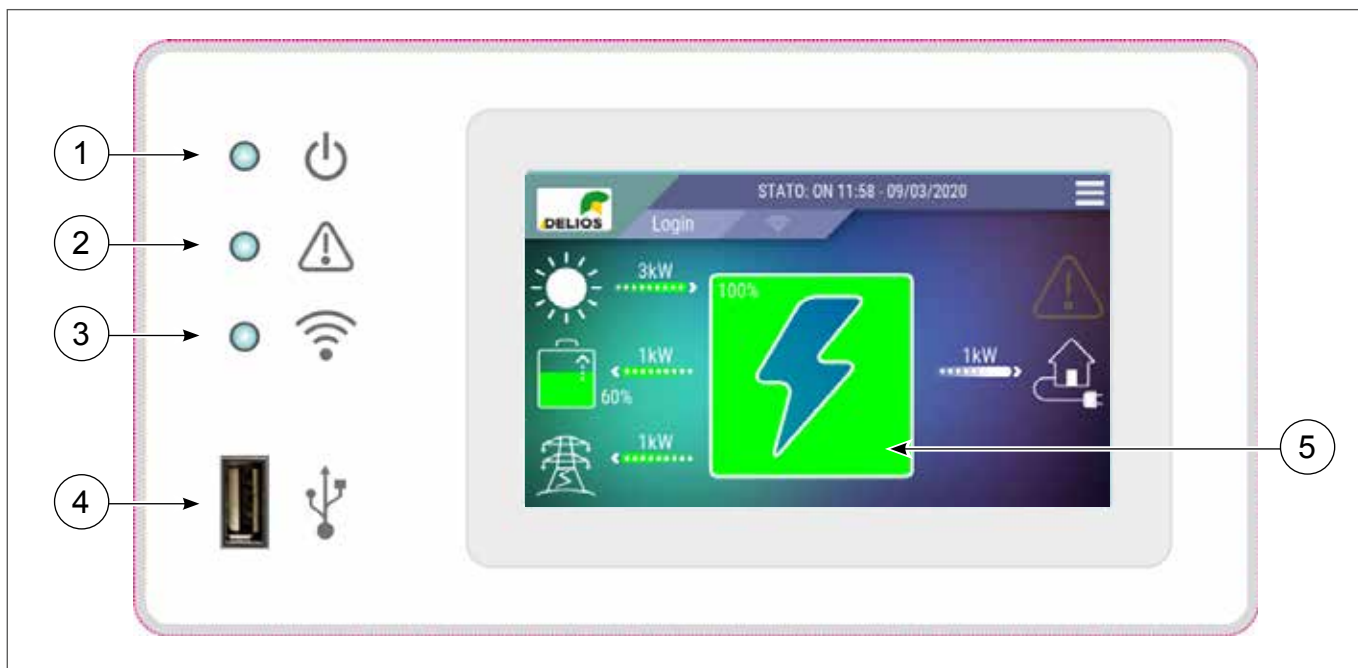 1
2
3
4
5
DELIOS
STATO: ON 11:58 - 09/03/2020
Login
3kW
100%
1kW
60%
1kW
1kW